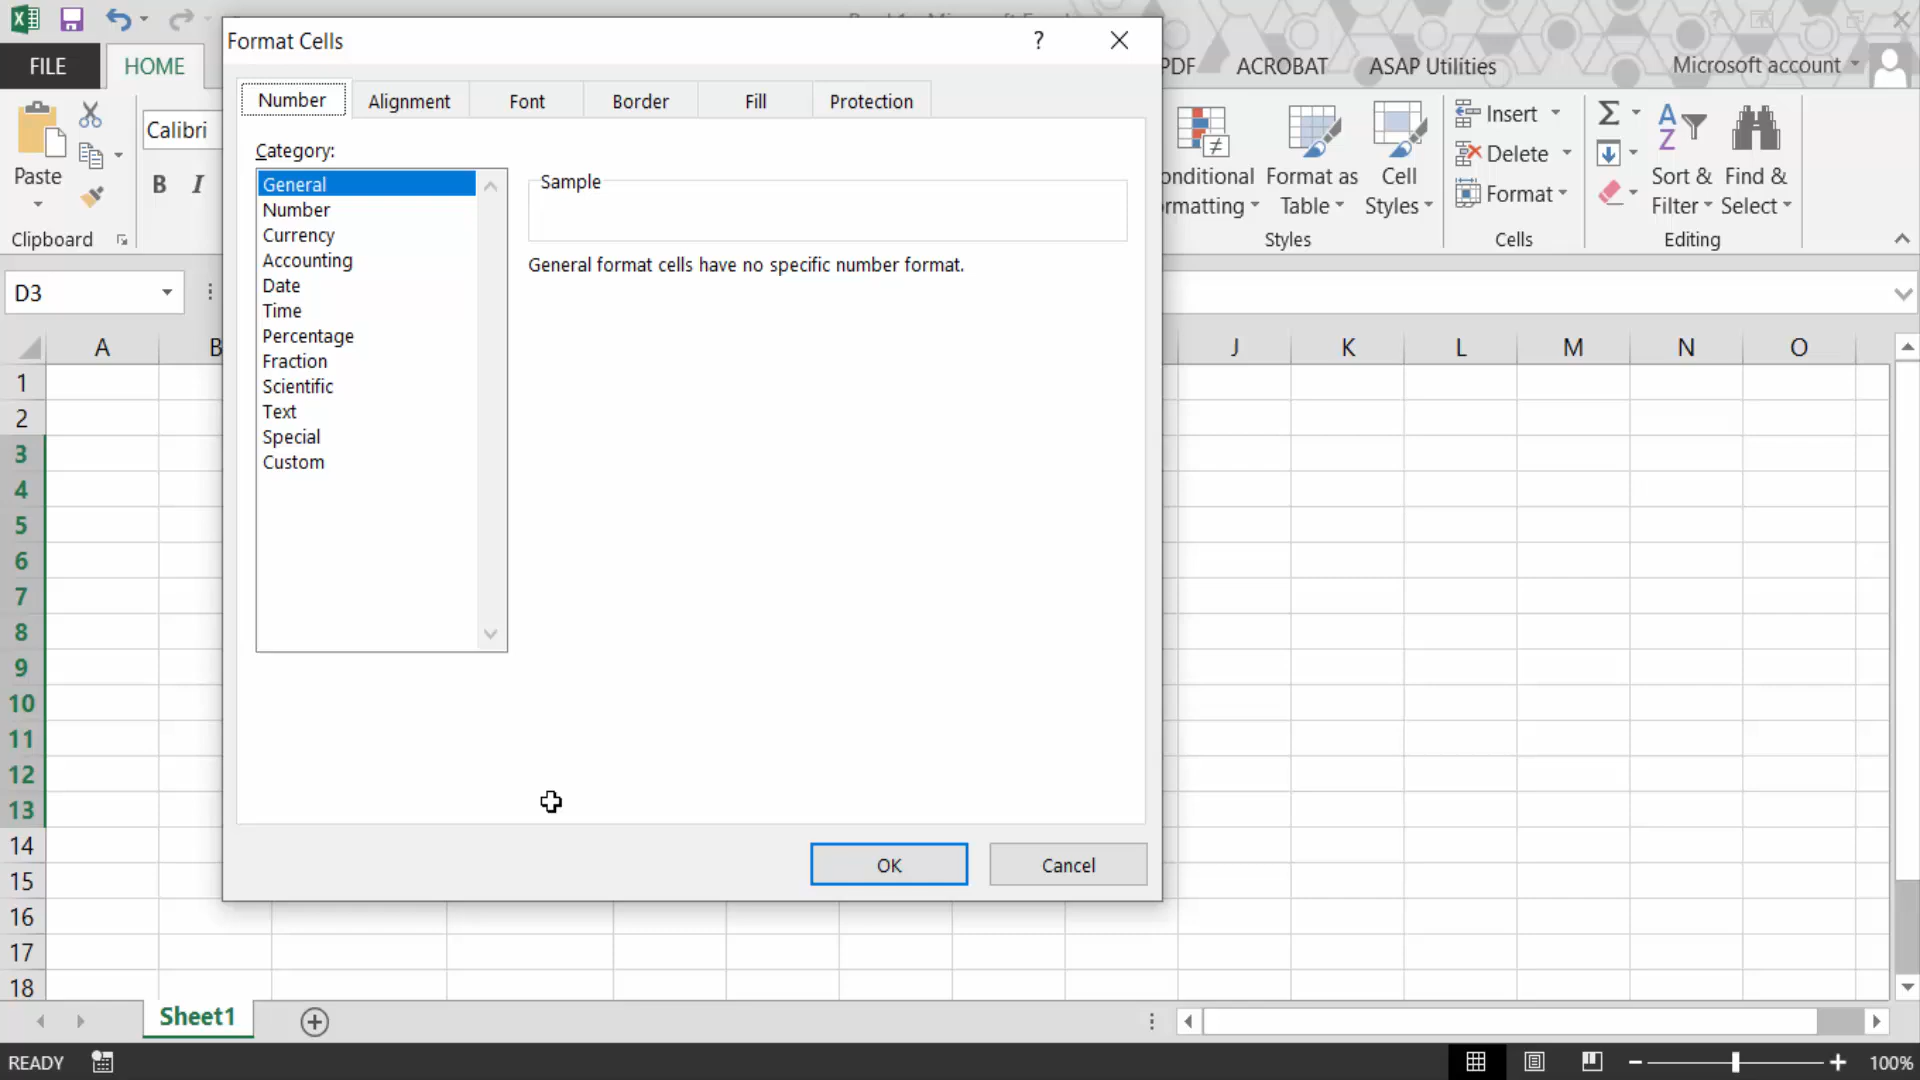 Format Cells
?
FILE
HOME
PDF
ACROBAT
ASAP Utilities
Microsoft account
Number
Alignment
Font
Border
Fill
Protection
Paste
Calibri
B I
Clipboard
Category:
General
Number
Currency
Accounting
Date
Time
Percentage
Fraction
Scientific
Text
Special
Custom
Sample
General format cells have no specific number format.
OK
Cancel
onditional
rmatting
Format as
Table
Cell
Styles
Styles
Insert
Delete
Format
Cells
Σ
A
Z
Sort &
Filter
Find &
Select
Editing
D3
A B J K L M N O
1
2
3
4
5
6
7
8
9
10
11
12
13
14
15
16
17
18
Sheet1
READY
100%